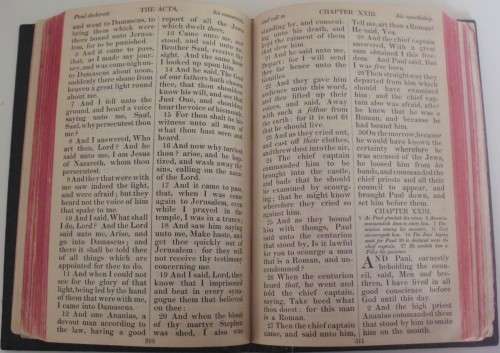 Paul declareth
THE ACTS,
his conversion
and went to Damascus, to
bring them which were
there bound unto Jerusa-
lem, for to be punished.
6 And it came to pass,
that, as I made my jour-
ney, and was come nigh un-
to Damascus about noon,
suddenly there shone from
heaven a great light round
about me.
7 And I fell unto the
ground, and heard a voice
saying unto me, Saul,
Saul, why persecutest thou
me?
8 And I answered, Who
art thou, Lord? And he
said unto me, I am Jesus
of Nazareth, whom thou
persecutest.
9 And they that were with
me saw indeed the light,
and were afraid; but they
heard not the voice of him
that spake to me.
10 And I said, What shall
I do, Lord? And the Lord
said unto me, Arise, and
go into Damascus; and
there it shall be told thee
of all things which are
appointed for thee to do.
11 And when I could not
see for the glory of that
light, being led by the hand
of them that were with me,
I came into Damascus.
12 And one Ananias, a
devout man according to
the law, having a good
report of all the Jews
which dwelt there,
13 Came unto me, and
stood, and said unto me,
Brother Saul, receive thy
sight. And the same hour
I looked up upon him.
14 And he said, The God
of our fathers hath chosen
thee, that thou shouldest
know his will, and see that
Just One, and shouldest
hear the voice of his mouth.
15 For thou shalt be his
witness unto all men of
what thou hast seen and
heard.
16 And now why tarriest
thou? arise, and be bap-
tized, and wash away thy
sins, calling on the name
of the Lord.
17 And it came to pass,
that, when I was come
again to Jerusalem, even
while I prayed in the
temple, I was in a trance;
18 And saw him saying
unto me, Make haste, and
get thee quickly out of
Jerusalem: for they will
not receive thy testimony
concerning me.
19 And I said, Lord, they
know that I imprisoned
and beat in every syna-
gogue them that believed
on thee:
20 And when the blood
of thy martyr Stephen
was shed, I also was
CHAPTER XXIII.
standing by, and consent-
ing unto his death, and
kept the raiment of them
that slew him.
21 And he said unto me,
Depart: for I will send
thee far hence unto the
Gentiles.
22 And they gave him
audience unto this word,
and then lifted up their
voices, and said, Away
with such a fellow from
the earth: for it is not fit
that he should live.
23 And as they cried out,
and cast off their clothes,
and threw dust into the air,
24 The chief captain
commanded him to be
brought into the castle,
and bade that he should
be examined by scourg-
ing; that he might know
wherefore they cried so
against him.
25 And as they bound
him with thongs, Paul
said unto the centurion
that stood by, Is it lawful
for you to scourge a man
that is a Roman, and un-
condemned?
26 When the centurion
heard that, he went and
told the chief captain,
saying, Take heed what
thou doest: for this man
is a Roman.
27 Then the chief captain
came, and said unto him,
Tell me, art thou a Roman?
He said, Yea.
28 And the chief captain
answered, With a great
sum obtained I this free-
dom. And Paul said, But
I was free born.
29 Then straightway they
departed from him which
should have examined
him: and the chief cap-
tain also was afraid, after
he knew that he was a
Roman, and because he
had bound him.
30 On the morrow, because
he would have known the
certainty wherefore he
was accused of the Jews,
he loosed him from his
bands, and commanded the
chief priests and all their
council to appear, and
brought Paul down, and
set him before them.
CHAPTER XXIII.
AND Paul, earnestly
beholding the coun-
cil, said, Men and bre-
thren, I have lived in all
good conscience before
God until this day.
2 And the high priest
Ananias commanded them
that stood by him to smite
him on the mouth.